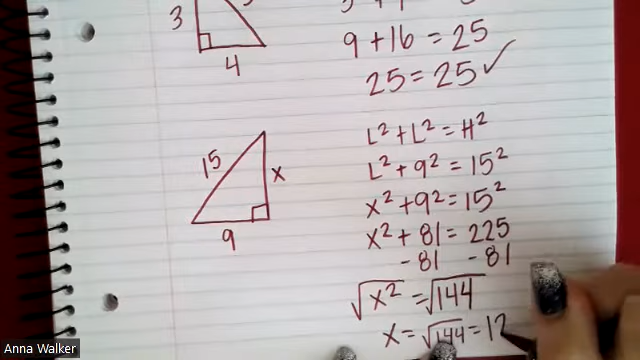 3
4
9 + 16 = 25
25 = 25 ✓
15
x
9
L² + L² = H²
L² + 9² = 15²
x² + 9² = 15²
x² + 81 = 225
- 81 - 81
√x² = √144
x = √144 = 12
Anna Walker